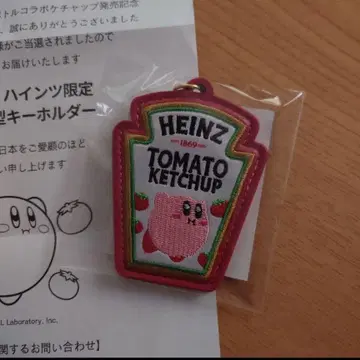 トルコラボケチャップ発売記念
、誠にありがとうございました
様がご当選されましたので
お届けいたします
ハインツ限定
型キーホルダー
日本をご愛顧のほど
い申し上げます
L Laboratory, Inc.
関するお問い合わせ】
HEINZ
1869
TOMATO
KETCHUP